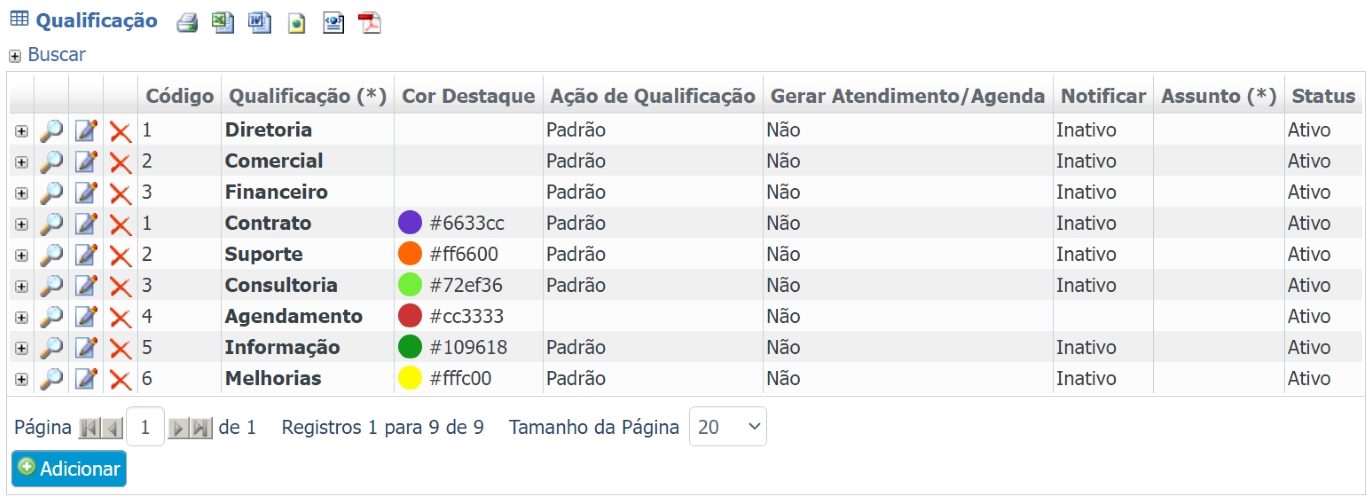 Qualificação
Buscar
Código Qualificação (*) Cor Destaque Ação de Qualificação Gerar Atendimento/Agenda Notificar Assunto (*) Status
1 Diretoria Padrão Não Inativo Ativo
2 Comercial Padrão Não Inativo Ativo
3 Financeiro Padrão Não Inativo Ativo
1 Contrato #6633cc Padrão Não Inativo Ativo
2 Suporte #ff6600 Padrão Não Inativo Ativo
3 Consultoria #72ef36 Padrão Não Inativo Ativo
4 Agendamento #cc3333 Não Ativo
5 Informação #109618 Padrão Não Inativo Ativo
6 Melhorias #fffc00 Padrão Não Inativo Ativo
Página 1 de 1 Registros 1 para 9 de 9 Tamanho da Página 20
Adicionar